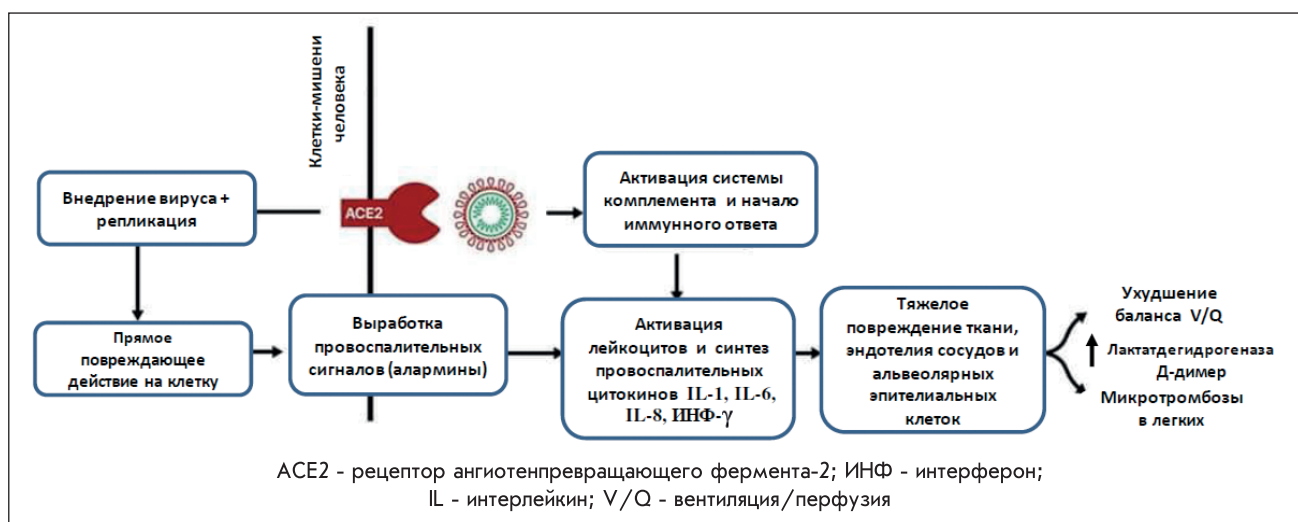 Клетки-мишени
человека
Внедрение вируса +
репликация
ACE2
Активация системы
комплемента и начало
иммунного ответа
Прямое
повреждающее
действие на клетку
Выработка
провоспалительных
сигналов (алармины)
Активация
лейкоцитов и синтез
провоспалительных
цитокинов IL-1, IL-6,
IL-8, ИНФ-γ
Тяжелое
повреждение ткани,
эндотелия сосудов и
альвеолярных
эпителиальных
клеток
Ухудшение
баланса V/Q
Лактатдегидрогеназа
Д-димер
Микротромбозы
в легких
ACE2 - рецептор ангиотенпревращающего фермента-2; ИНФ - интерферон;
IL - интерлейкин; V/Q - вентиляция/перфузия